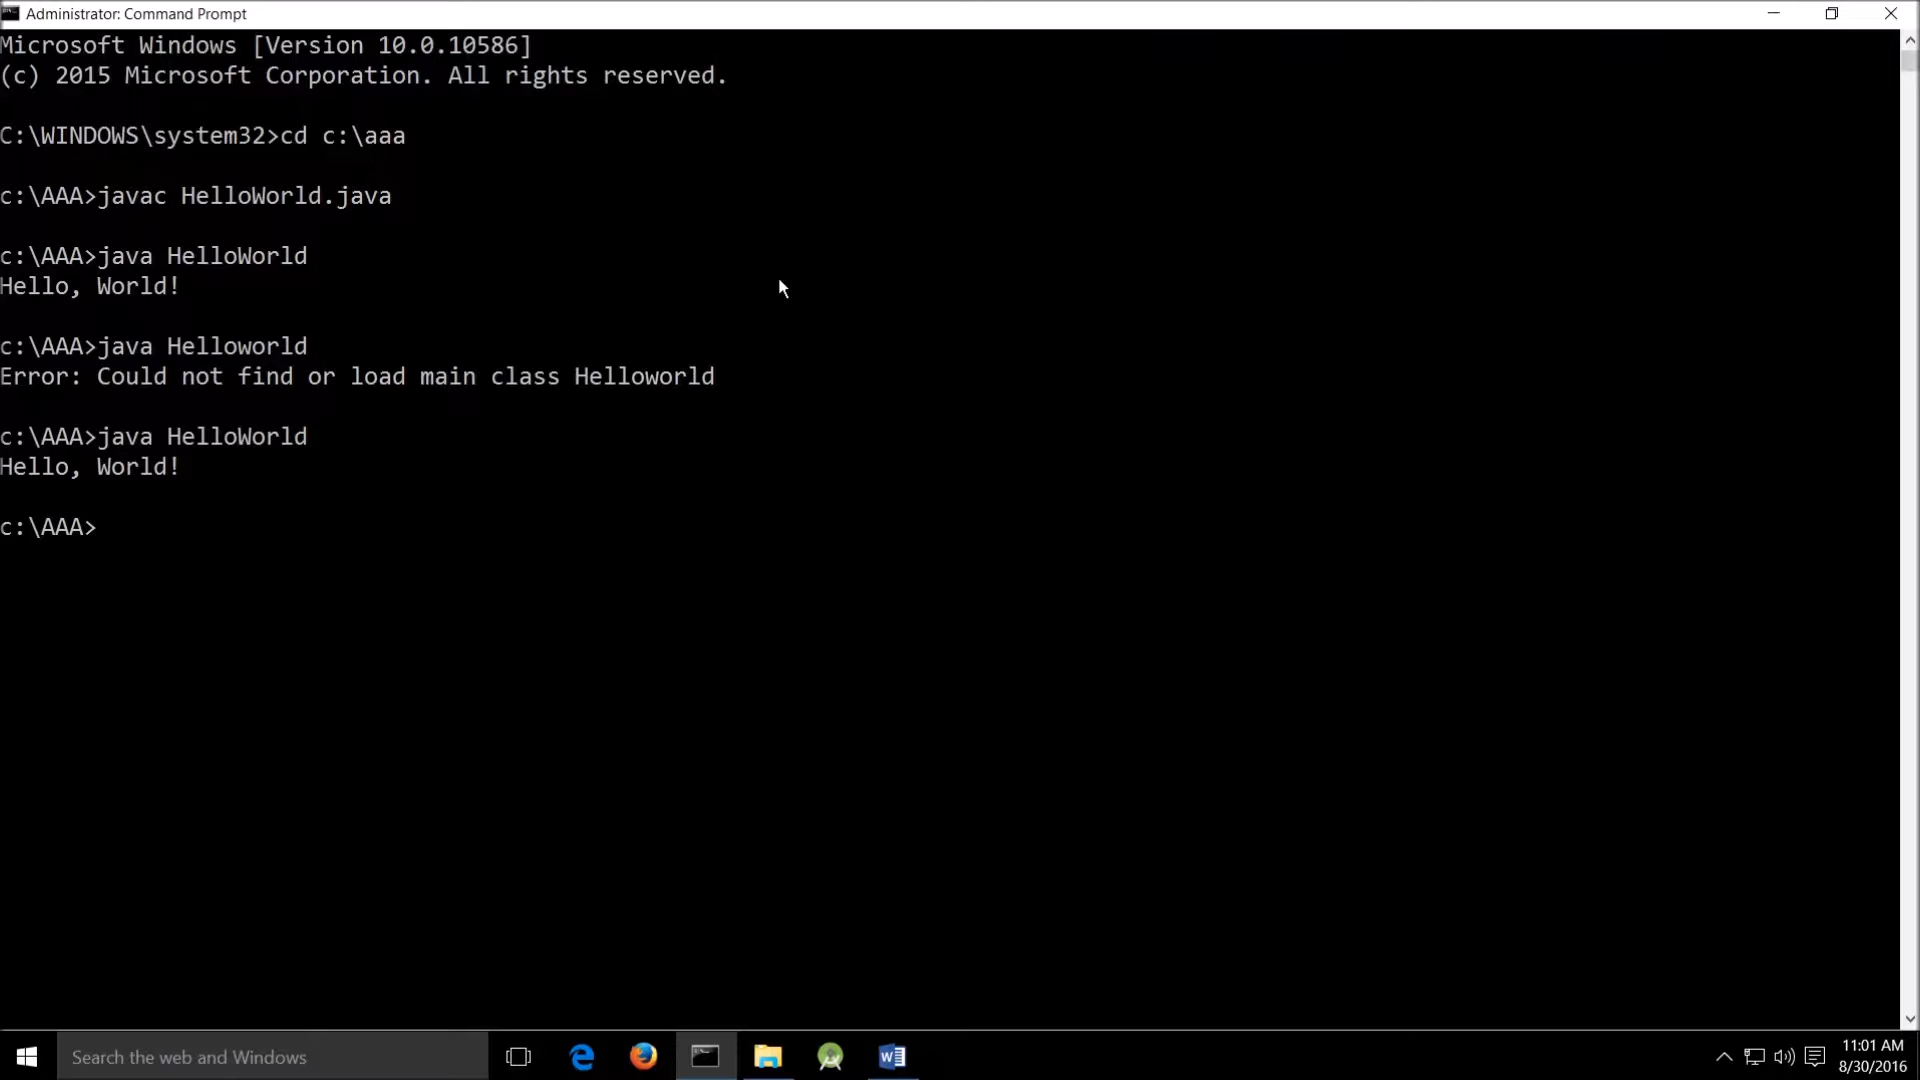 Administrator: Command Prompt
Microsoft Windows [Version 10.0.10586]
(c) 2015 Microsoft Corporation. All rights reserved.
C:\WINDOWS\system32>cd c:\aaa
c:\AAA>javac HelloWorld.java
c:\AAA>java HelloWorld
Hello, World!
c:\AAA>java Helloworld
Error: Could not find or load main class Helloworld
c:\AAA>java HelloWorld
Hello, World!
c:\AAA>
Search the web and Windows
11:01 AM
8/30/2016